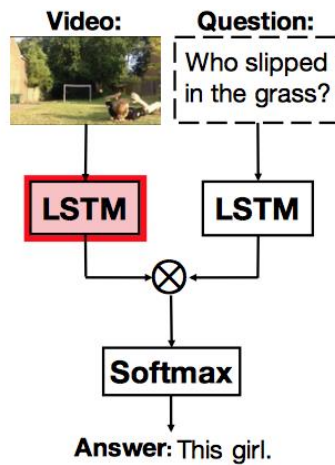 Video:
Question:
Who slipped
in the grass?
LSTM
LSTM
Softmax
Answer: This girl.